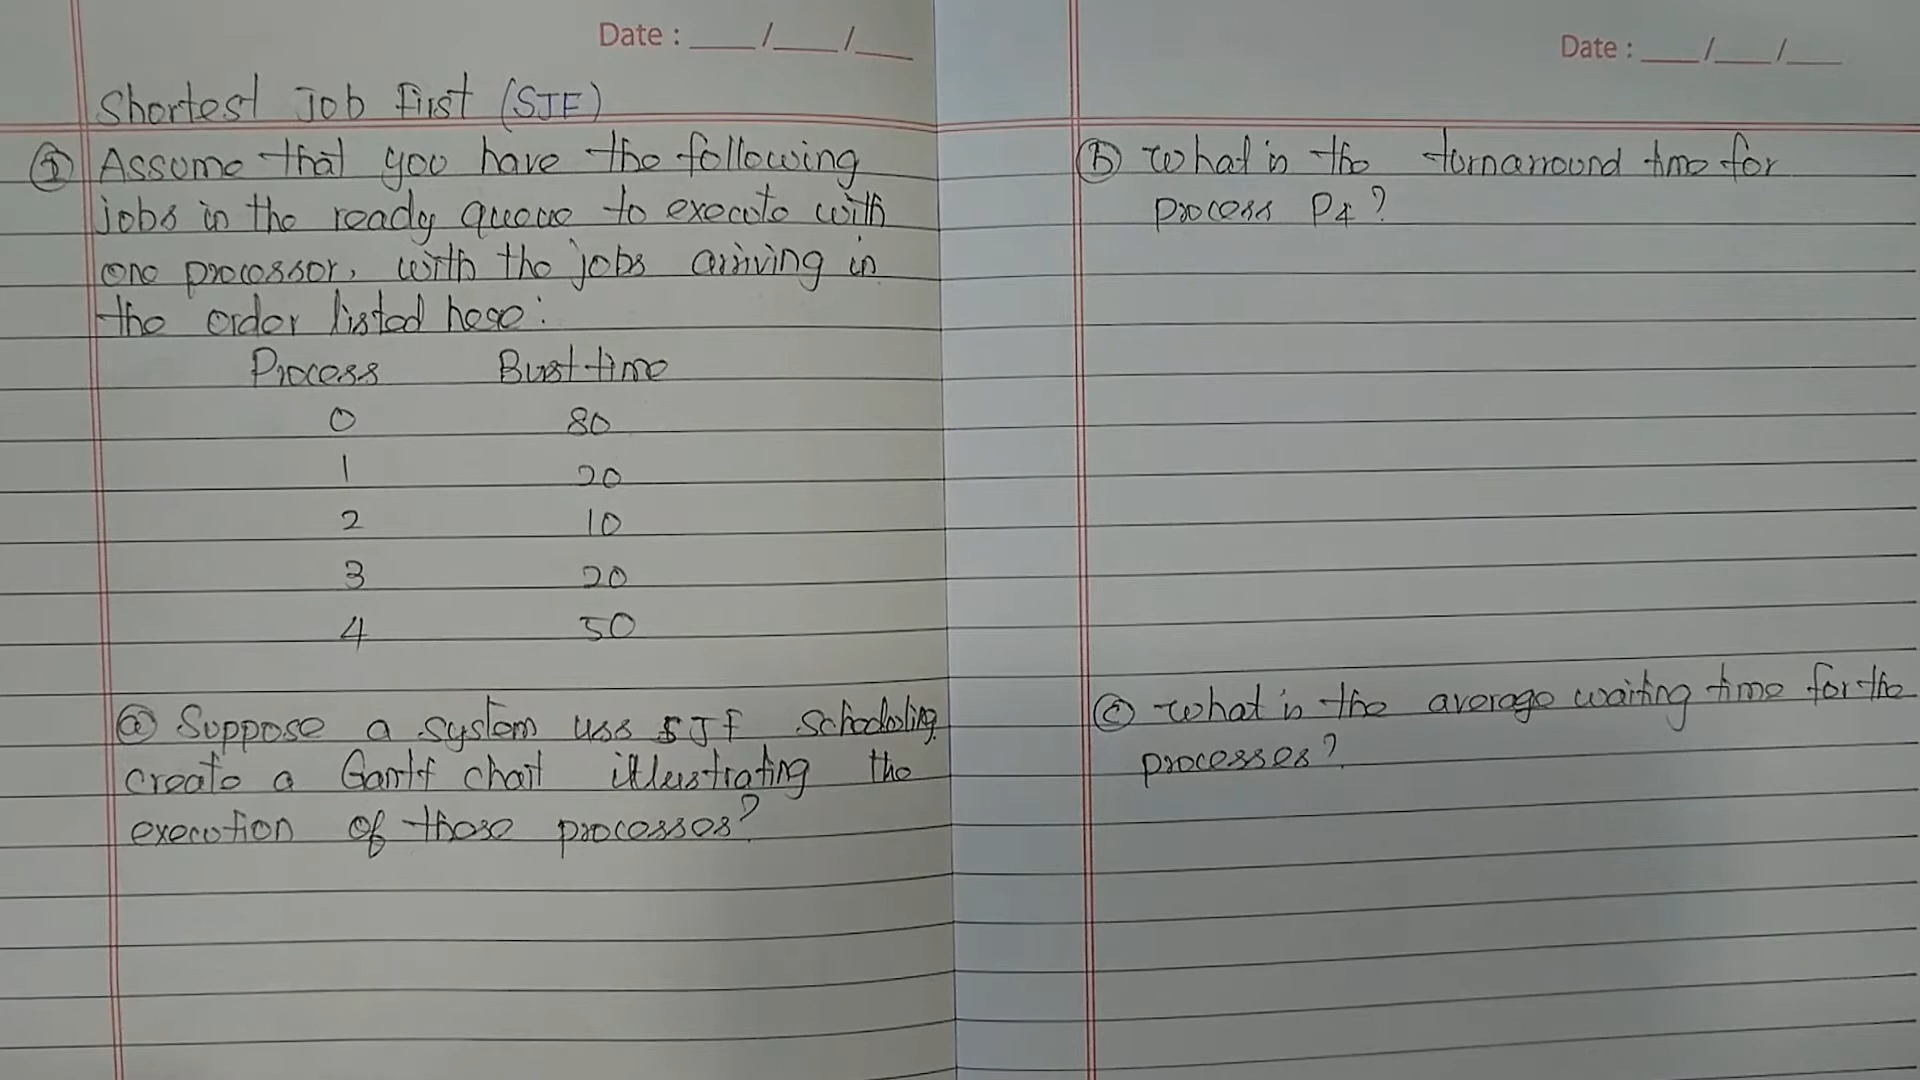 Date : ___/___/___
Shortest Job First (SJF)
① Assume that you have the following
jobs in the ready queue to execute with
one processor, with the jobs arriving in
the order listed here:
Process Burst time
0 80
1 20
2 10
3 20
4 50
ⓐ Suppose a system uses SJF scheduling.
create a Gantt chart illustrating the
execution of those processes?
Date : ___/___/___
ⓑ What is the turnarround time for
process P4?
ⓒ What is the average waiting time for the
processes?